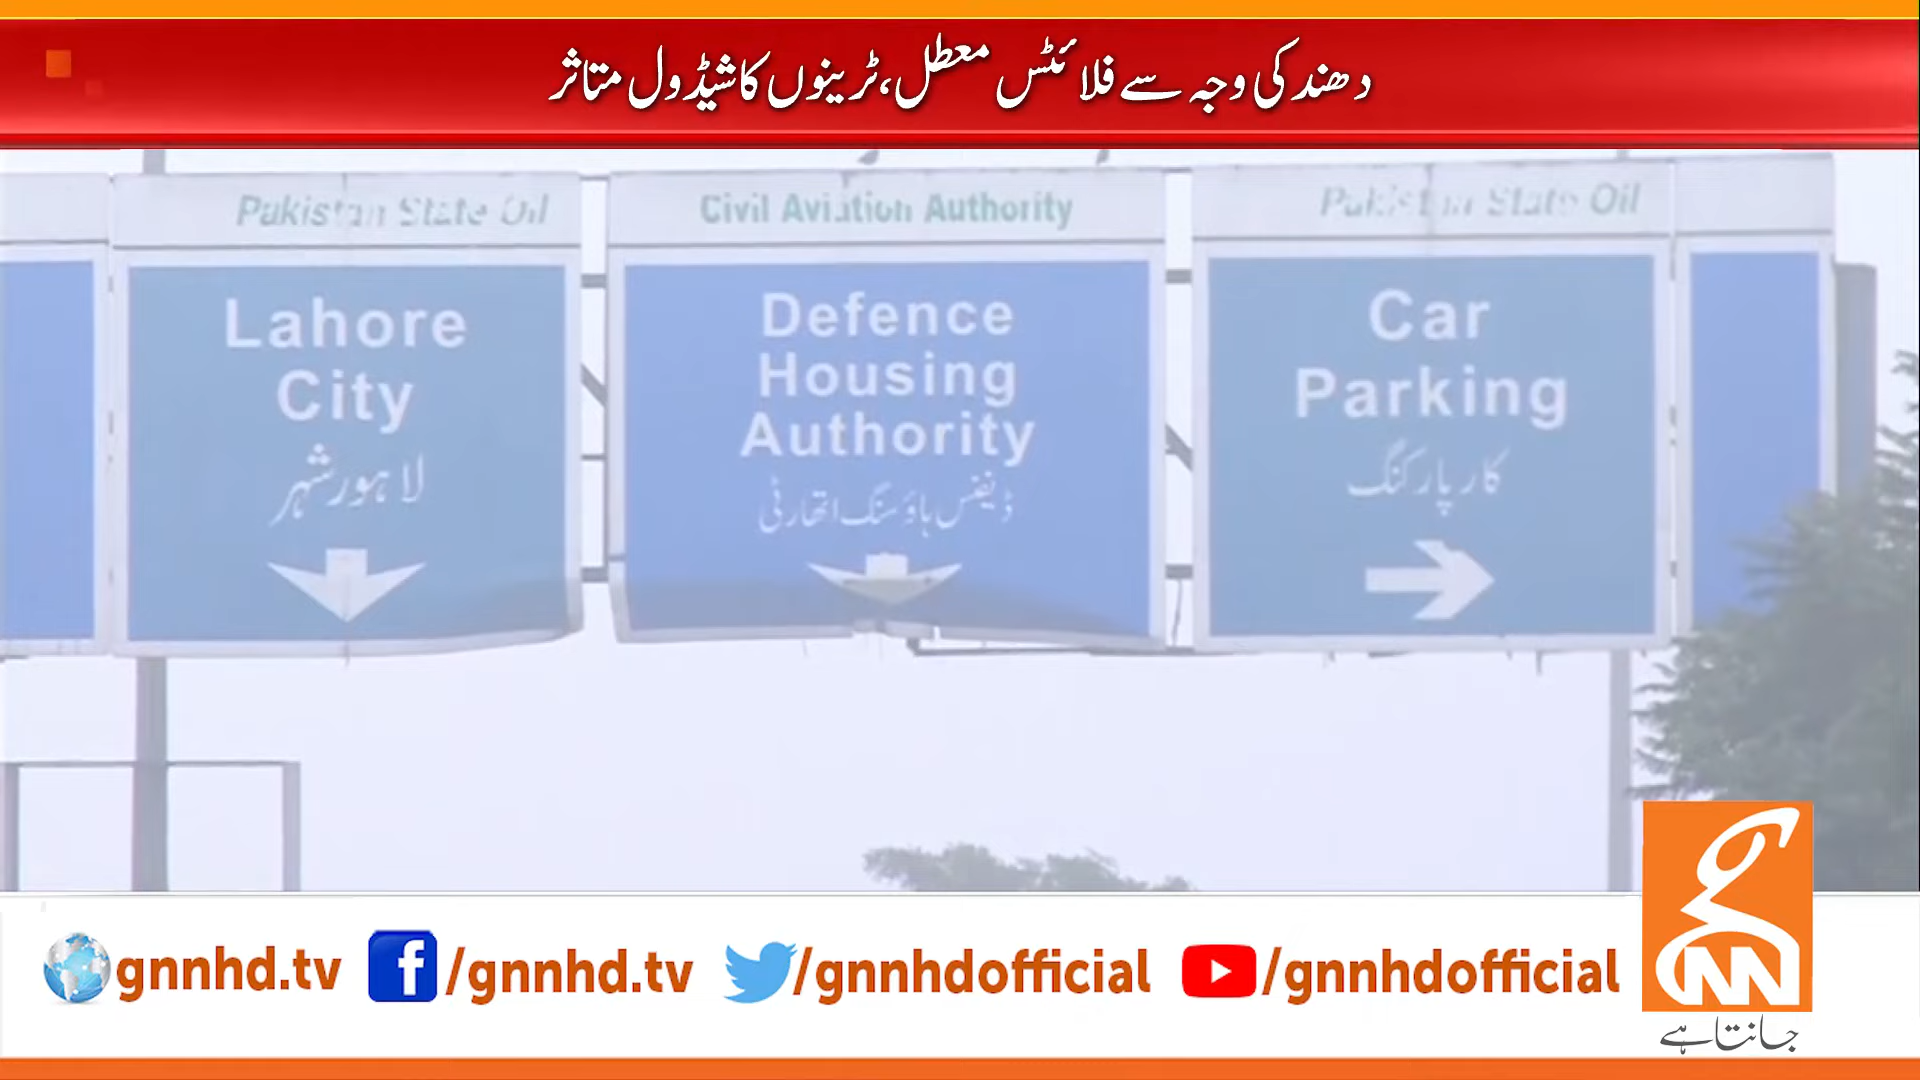 دھند کی وجہ سے فلائٹس معطل، ٹرینوں کا شیڈول متاثر
Pakistan State Oil
Civil Aviation Authority
Pakistan State Oil
Lahore
City
لاہور شہر
Defence
Housing
Authority
ڈیفنس ہاؤسنگ اتھارٹی
Car
Parking
کار پارکنگ
gnnhd.tv
/gnnhd.tv
/gnnhdofficial
/gnnhdofficial
GNN
جانتا ہے